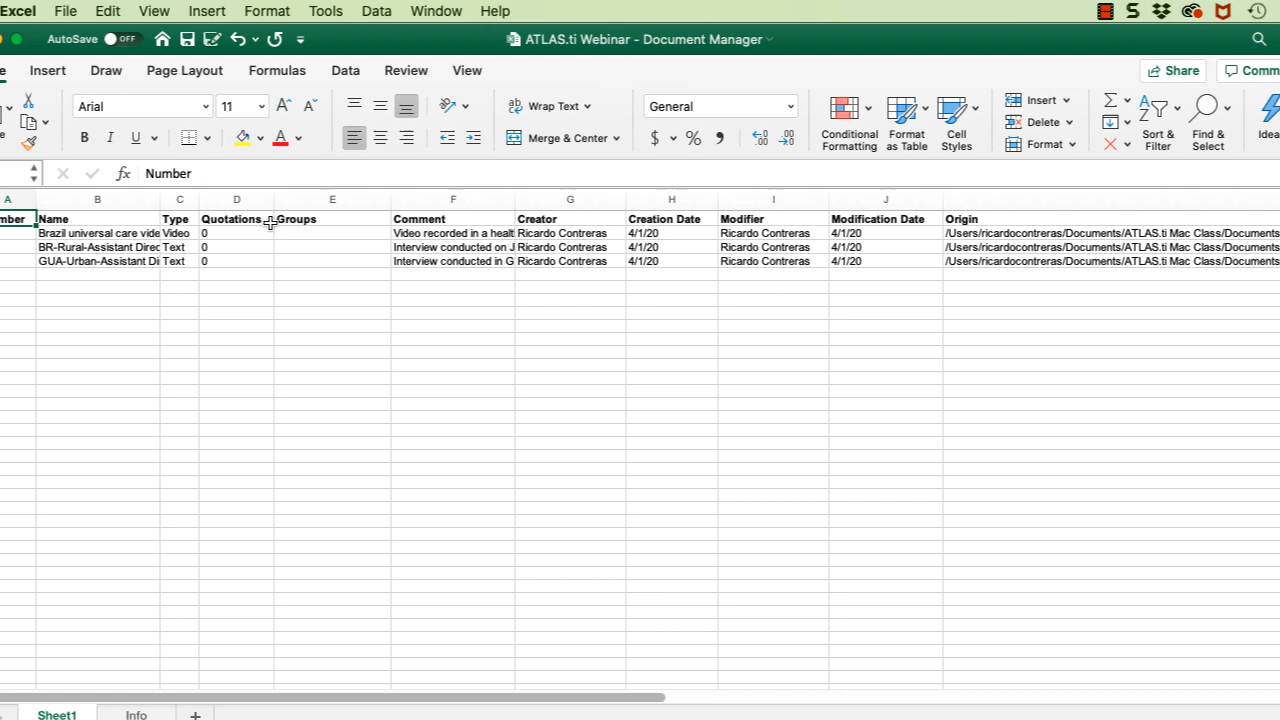 Excel File Edit View Insert Format Tools Data Window Help
AutoSave OFF ATLAS.ti Webinar - Document Manager
Insert Draw Page Layout Formulas Data Review View Share Comm
Arial 11 A A ab Wrap Text General Insert
B I U A Merge & Center $ % Conditional Formatting Format as Table Cell Styles Delete Format Sort & Filter Find & Select Ideas
fx Number
A B C D E F G H I J
mber Name Type Quotations Groups Comment Creator Creation Date Modifier Modification Date Origin
Brazil universal care vide Video 0 Video recorded in a healt Ricardo Contreras 4/1/20 Ricardo Contreras 4/1/20 /Users/ricardocontreras/Documents/ATLAS.ti Mac Class/Documents
BR-Rural-Assistant Direc Text 0 Interview conducted on J Ricardo Contreras 4/1/20 Ricardo Contreras 4/1/20 /Users/ricardocontreras/Documents/ATLAS.ti Mac Class/Documents
GUA-Urban-Assistant Di Text 0 Interview conducted in G Ricardo Contreras 4/1/20 Ricardo Contreras 4/1/20 /Users/ricardocontreras/Documents/ATLAS.ti Mac Class/Documents
Sheet1 Info +